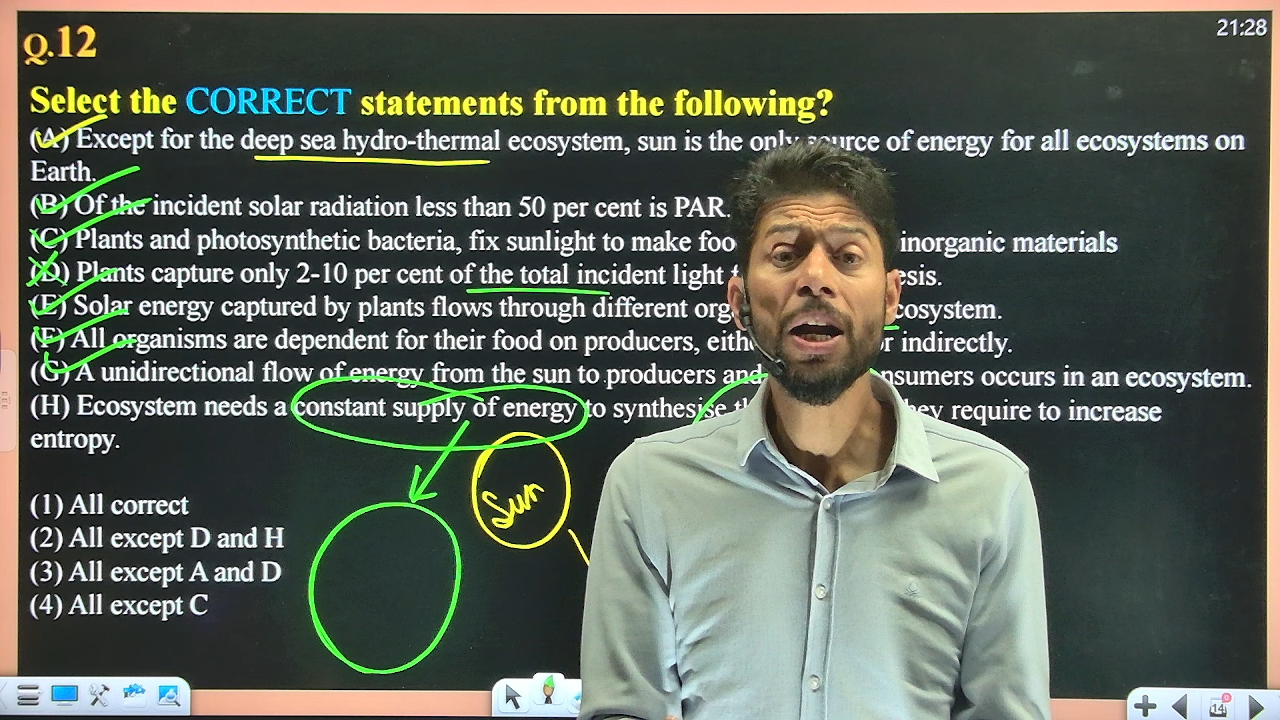 21:28
Q.12
Select the CORRECT statements from the following?
(A) Except for the deep sea hydro-thermal ecosystem, sun is the only source of energy for all ecosystems on
Earth.
(B) Of the incident solar radiation less than 50 per cent is PAR.
(C) Plants and photosynthetic bacteria, fix sunlight to make inorganic materials
(D) Plants capture only 2-10 per cent of the total incident light
(E) Solar energy captured by plants flows through different ecosystem.
(F) All organisms are dependent for their food on producers, indirectly.
(G) A unidirectional flow of energy from the sun to producers and occurs in an ecosystem.
(H) Ecosystem needs a constant supply of energy to synthesise require to increase
entropy.
Sun
(1) All correct
(2) All except D and H
(3) All except A and D
(4) All except C
14